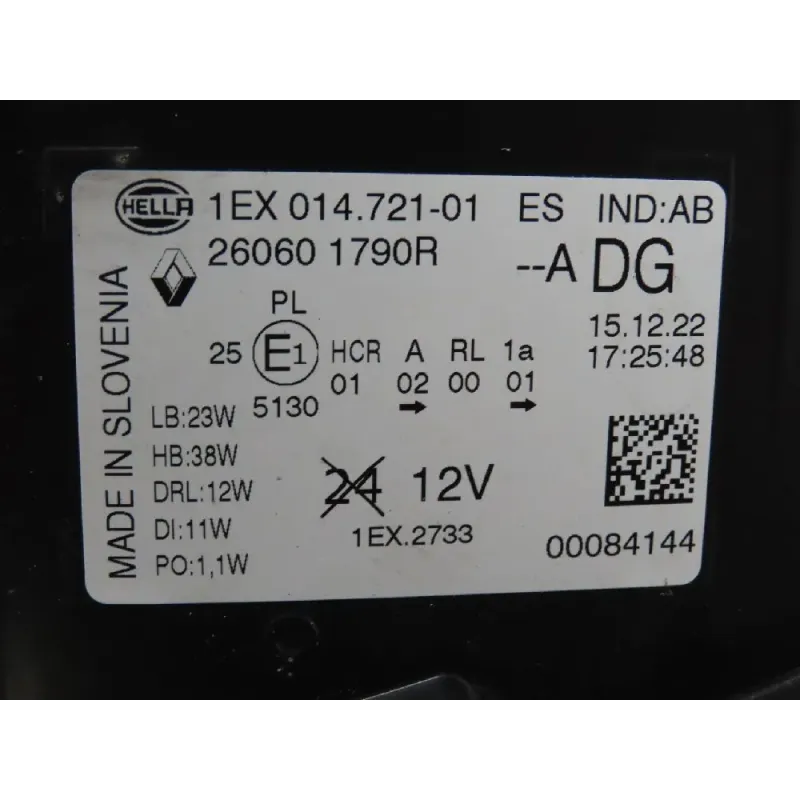 HELLA 1EX 014.721-01 ES IND:AB
26060 1790R --A DG
PL 15.12.22
25 E1 HCR A RL 1a 17:25:48
01 02 00 01
5130 → →
LB:23W
HB:38W
DRL:12W 24 12V
DI:11W 1EX.2733
PO:1,1W 00084144
MADE IN SLOVENIA